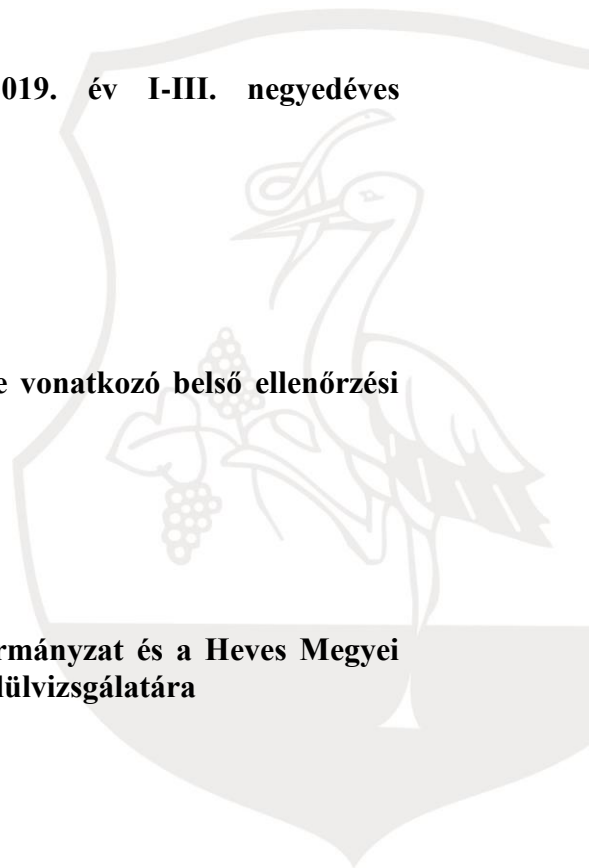 019. év I-III. negyedéves
e vonatkozó belső ellenőrzési
rmányzat és a Heves Megyei
lülvizsgálatára